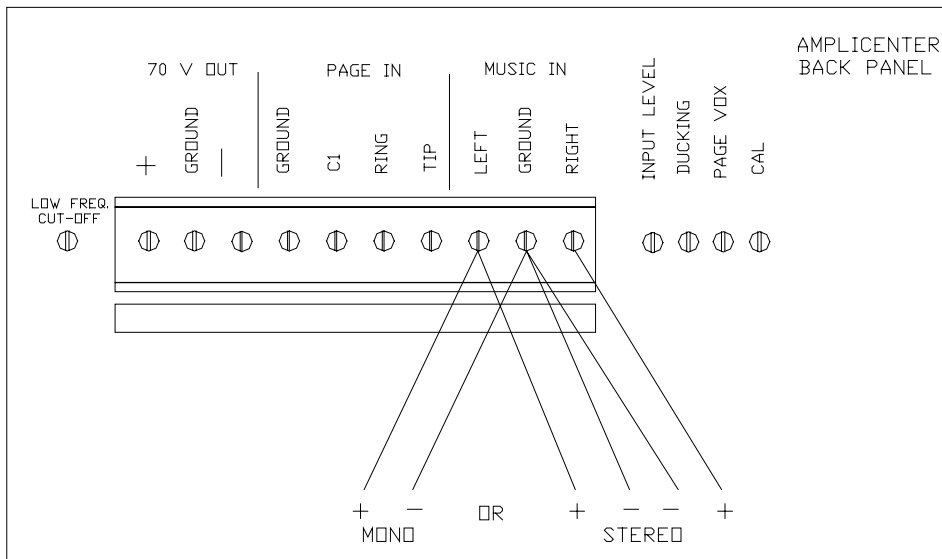 AMPLICENTER
BACK PANEL
70 V OUT
PAGE IN
MUSIC IN
+
GROUND
—
GROUND
C1
RING
TIP
LEFT
GROUND
RIGHT
INPUT LEVEL
DUCKING
PAGE VOX
CAL
LOW FREQ.
CUT-OFF
+ — OR + — — +
MONO STEREO